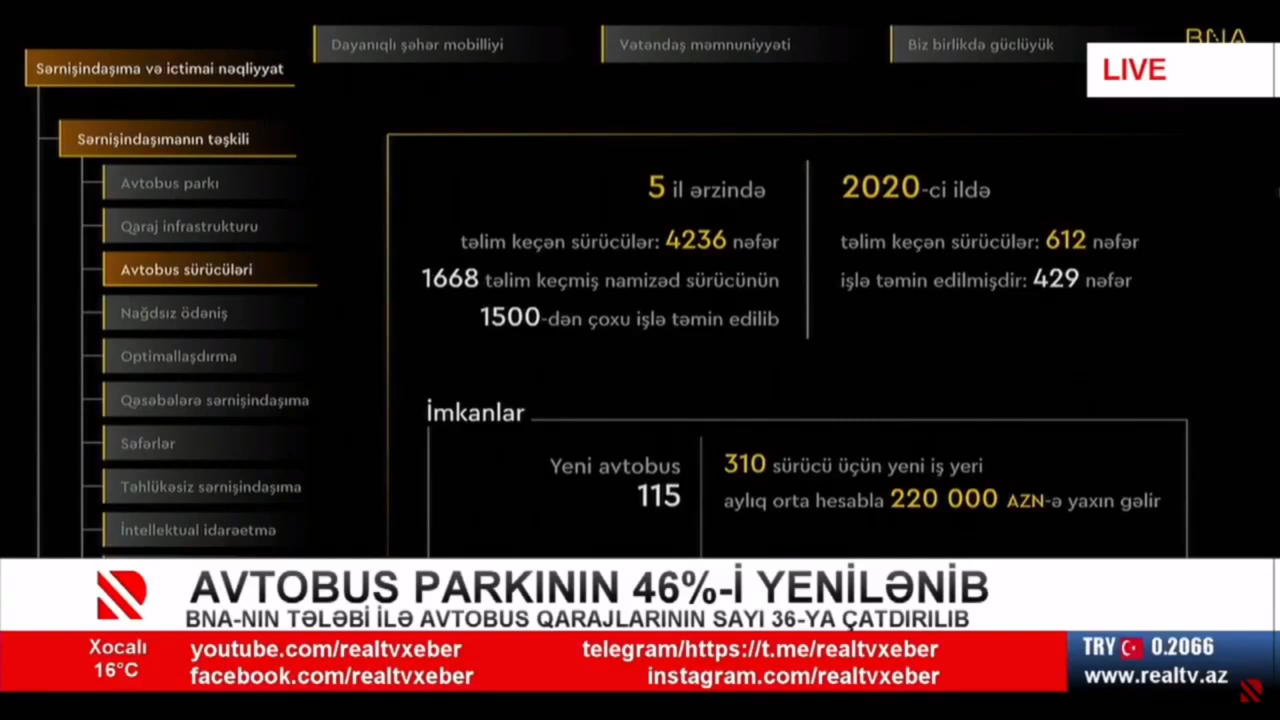 Dayanıqlı şəhər mobilliyi
Vətəndaş məmnuniyyəti
Biz birlikdə güclüyük
BNA
LIVE
Sərnişindaşıma və ictimai nəqliyyat
Sərnişindaşımanın təşkili
Avtobus parkı
Qaraj infrastrukturu
Avtobus sürücüləri
Nağdsız ödəniş
Optimallaşdırma
Qəsəbələrə sərnişindaşıma
Səfərlər
Təhlükəsiz sərnişindaşıma
İntellektual idarəetmə
5 il ərzində
təlim keçən sürücülər: 4236 nəfər
1668 təlim keçmiş namizəd sürücünün
1500-dən çoxu işlə təmin edilib
2020-ci ildə
təlim keçən sürücülər: 612 nəfər
işlə təmin edilmişdir: 429 nəfər
İmkanlar
Yeni avtobus
115
310 sürücü üçün yeni iş yeri
aylıq orta hesabla 220 000 AZN-ə yaxın gəlir
AVTOBUS PARKININ 46%-İ YENİLƏNİB
BNA-NIN TƏLƏBİ İLƏ AVTOBUS QARAJLARININ SAYI 36-YA ÇATDIRILIB
Xocalı
16°C
youtube.com/realtvxeber
facebook.com/realtvxeber
telegram/https://t.me/realtvxeber
instagram.com/realtvxeber
TRY 0.2066
www.realtv.az